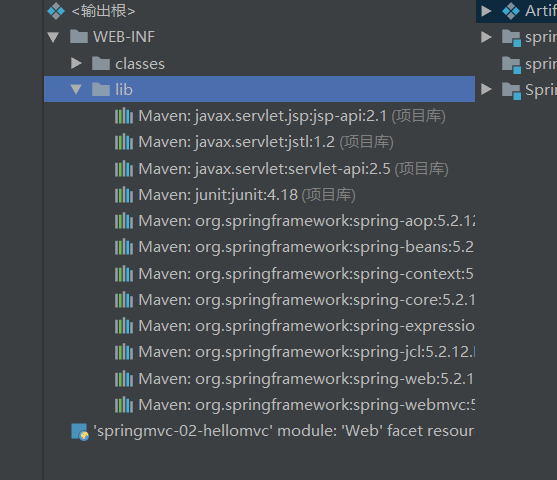 <输出根>
WEB-INF
classes
lib
Maven: javax.servlet.jsp:jsp-api:2.1 (项目库)
Maven: javax.servlet:jstl:1.2 (项目库)
Maven: javax.servlet:servlet-api:2.5 (项目库)
Maven: junit:junit:4.18 (项目库)
Maven: org.springframework:spring-aop:5.2.12
Maven: org.springframework:spring-beans:5.2
Maven: org.springframework:spring-context:5
Maven: org.springframework:spring-core:5.2.1
Maven: org.springframework:spring-expressio
Maven: org.springframework:spring-jcl:5.2.12.
Maven: org.springframework:spring-web:5.2.1
Maven: org.springframework:spring-webmvc:5
'springmvc-02-hellomvc' module: 'Web' facet resour
Artif
sprin
sprin
Sprin